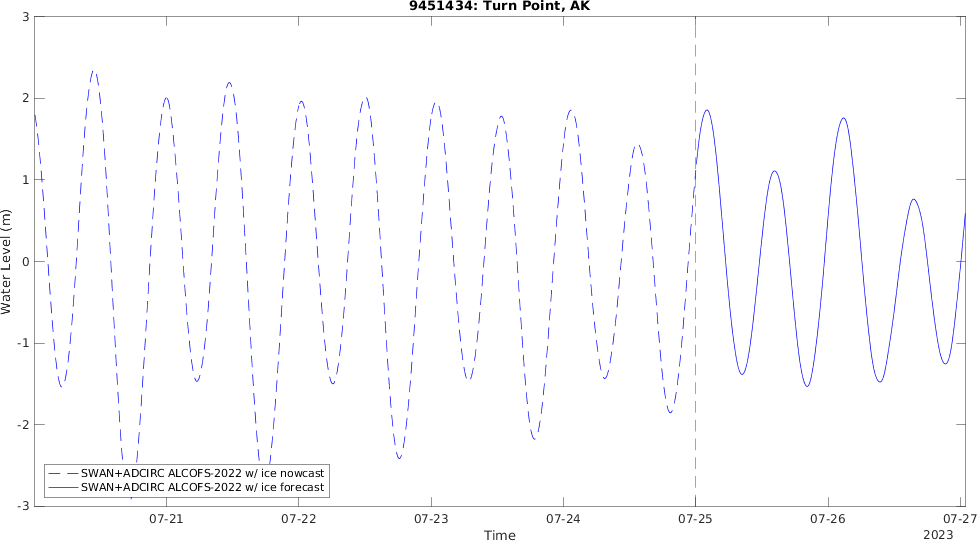 9451434: Turn Point, AK
3
2
1
0
-1
-2
-3
Water Level (m)
SWAN+ADCIRC ALCOFS-2022 w/ ice nowcast
SWAN+ADCIRC ALCOFS-2022 w/ ice forecast
07-21 07-22 07-23 07-24 07-25 07-26 07-27
Time
2023